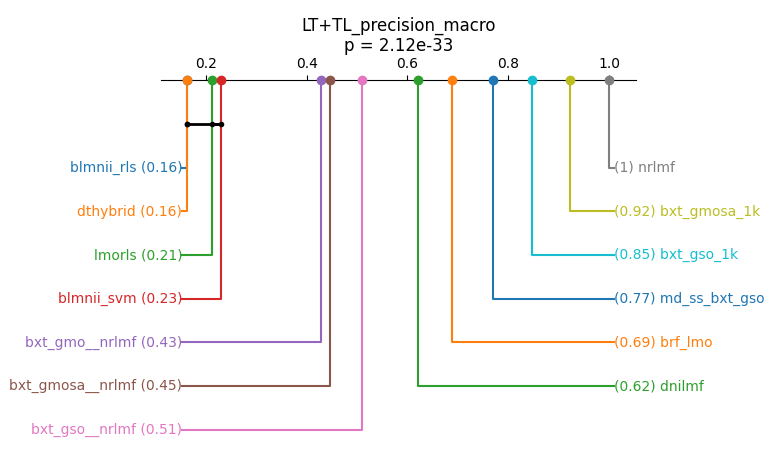 LT+TL_precision_macro
p = 2.12e-33
0.2
0.4
0.6
0.8
1.0
blmnii_rls (0.16)
(1) nrlmf
dthybrid (0.16)
(0.92) bxt_gmosa_1k
lmorls (0.21)
(0.85) bxt_gso_1k
blmnii_svm (0.23)
(0.77) md_ss_bxt_gso
bxt_gmo__nrlmf (0.43)
(0.69) brf_lmo
bxt_gmosa__nrlmf (0.45)
(0.62) dnilmf
bxt_gso__nrlmf (0.51)